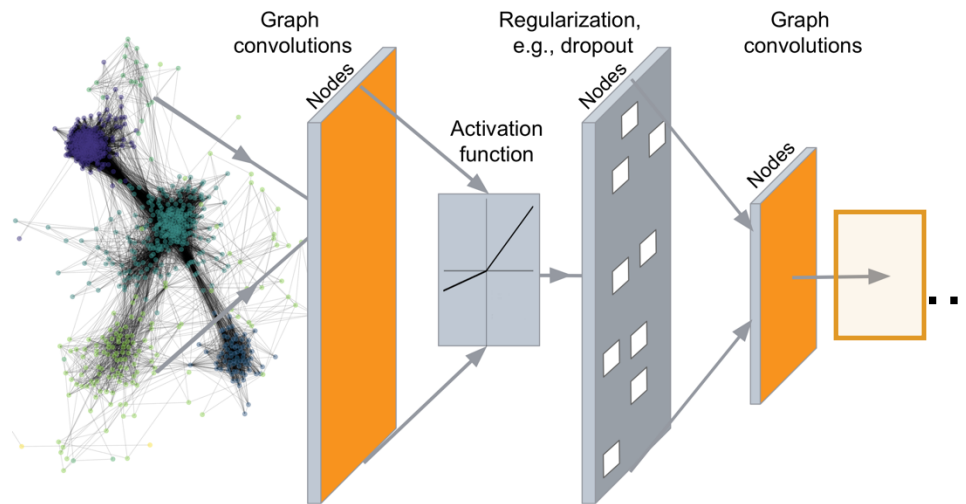 Graph
convolutions
Nodes
Activation
function
Regularization,
e.g., dropout
Nodes
Graph
convolutions
Nodes
..